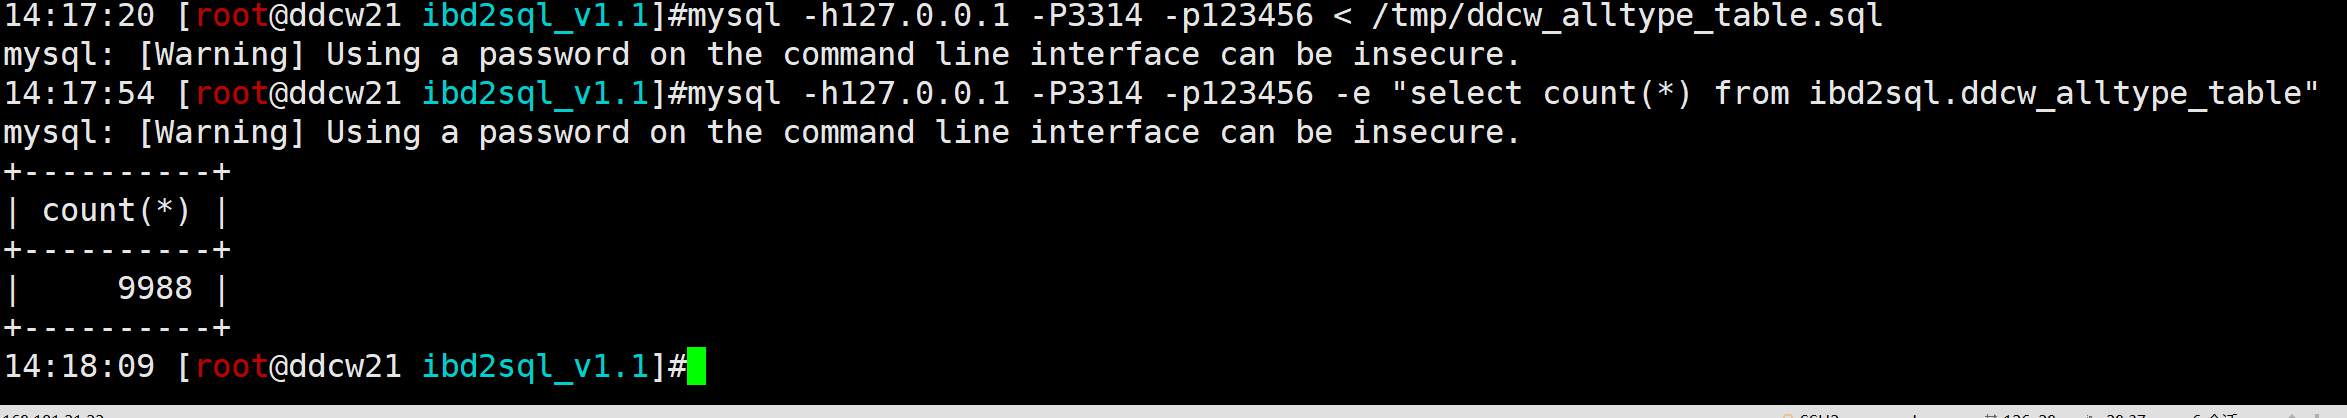 14:17:20 [root@ddcw21 ibd2sql_v1.1]#mysql -h127.0.0.1 -P3314 -p123456 < /tmp/ddcw_alltype_table.sql
mysql: [Warning] Using a password on the command line interface can be insecure.
14:17:54 [root@ddcw21 ibd2sql_v1.1]#mysql -h127.0.0.1 -P3314 -p123456 -e "select count(*) from ibd2sql.ddcw_alltype_table"
mysql: [Warning] Using a password on the command line interface can be insecure.
+----------+
| count(*) |
+----------+
|     9988 |
+----------+
14:18:09 [root@ddcw21 ibd2sql_v1.1]#